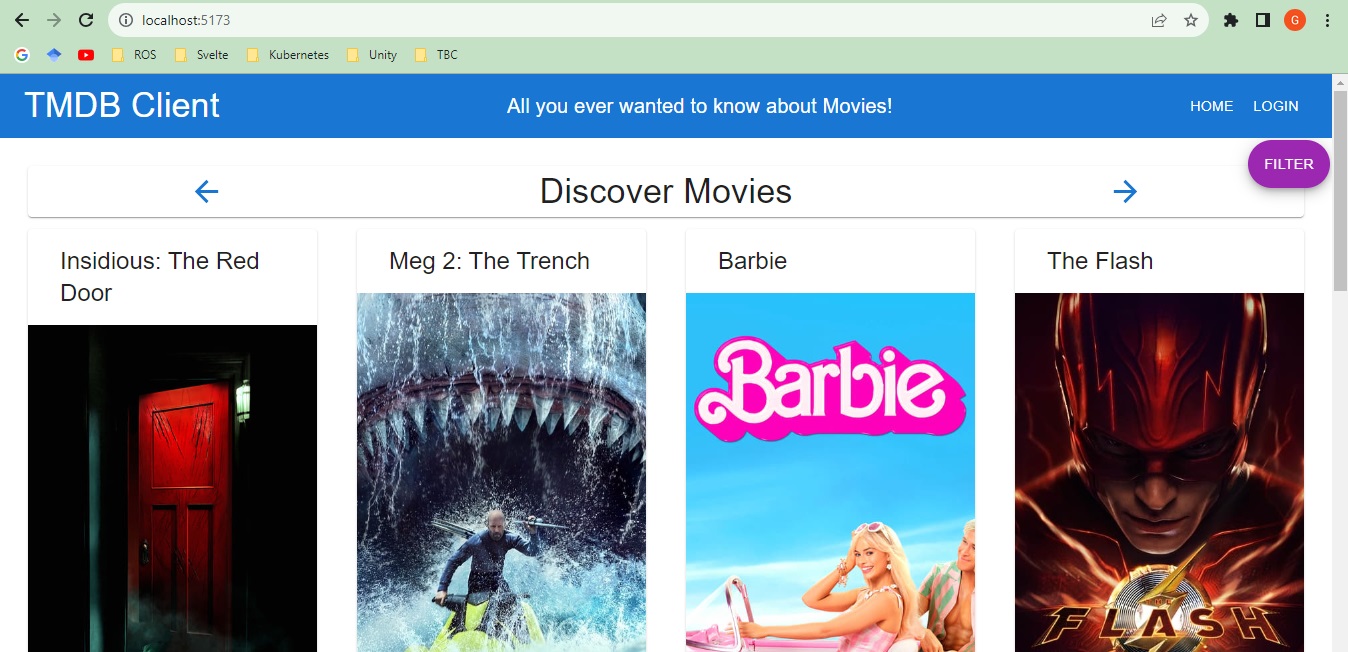 localhost:5173
G
ROS Svelte Kubernetes Unity TBC
TMDB Client
All you ever wanted to know about Movies!
HOME LOGIN
FILTER
Discover Movies
Insidious: The Red
Door
Meg 2: The Trench
Barbie
The Flash
Barbie
THE
FLASH